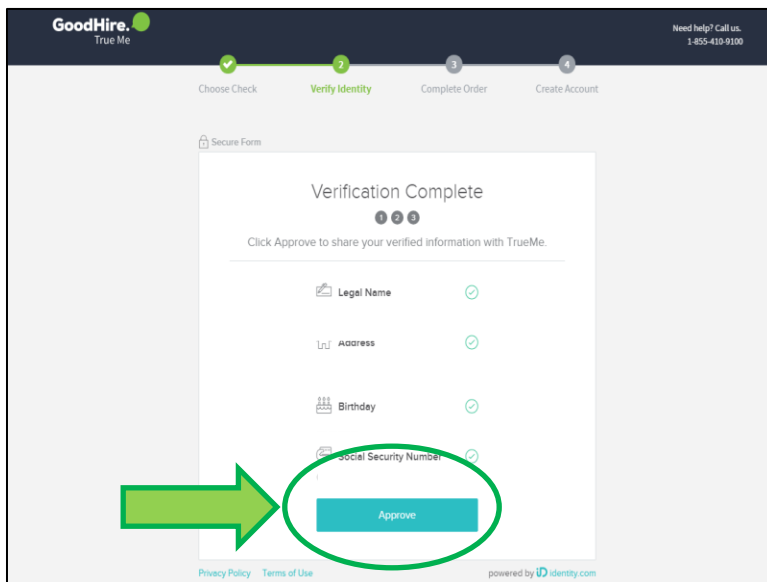 GoodHire.
True Me
Need help? Call us.
1-855-410-9100
2
3
4
Choose Check
Verify Identity
Complete Order
Create Account
Secure Form
Verification Complete
1 2 3
Click Approve to share your verified information with TrueMe.
Legal Name
Address
Birthday
Social Security Number
Approve
Privacy Policy Terms of Use
powered by iD identity.com